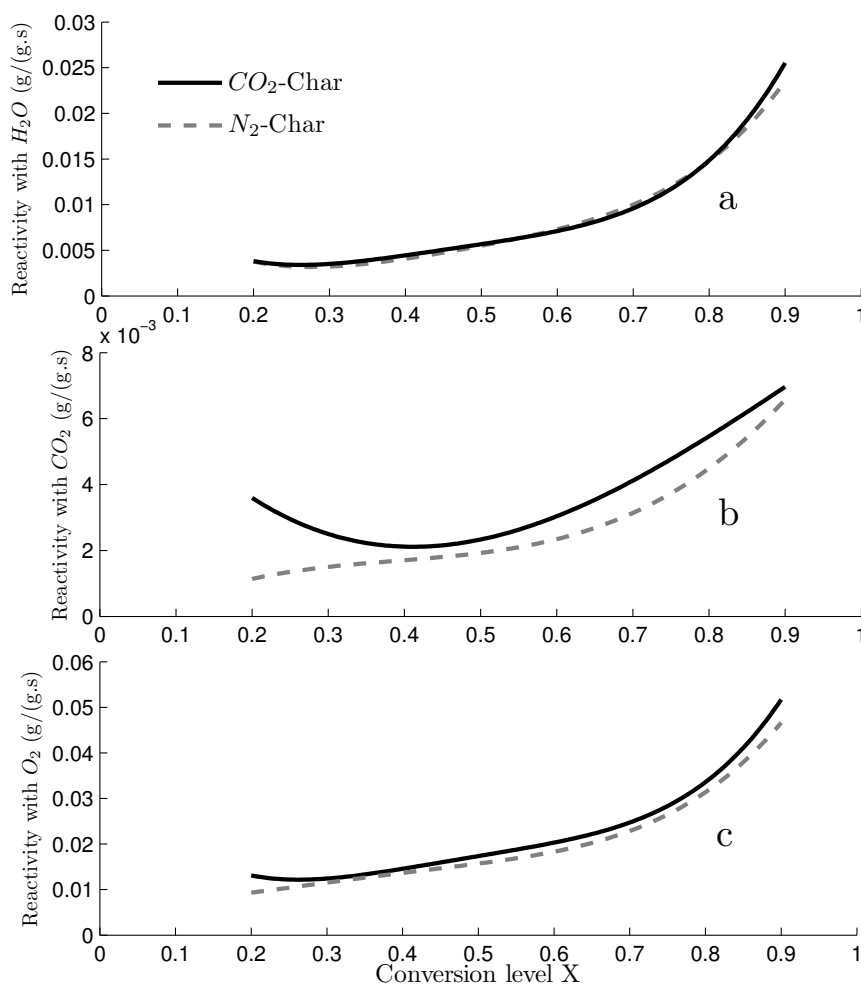 0.03
0.025
0.02
0.015
0.01
0.005
0
Reactivity with H₂O (g/(g.s)
CO₂-Char
N₂-Char
a
0 0.1 0.2 0.3 0.4 0.5 0.6 0.7 0.8 0.9 1
x 10⁻³
8
6
4
2
0
Reactivity with CO₂ (g/(g.s)
b
0 0.1 0.2 0.3 0.4 0.5 0.6 0.7 0.8 0.9 1
0.06
0.05
0.04
0.03
0.02
0.01
0
Reactivity with O₂ (g/(g.s)
c
0 0.1 0.2 0.3 0.4 0.5 0.6 0.7 0.8 0.9 1
Conversion level X